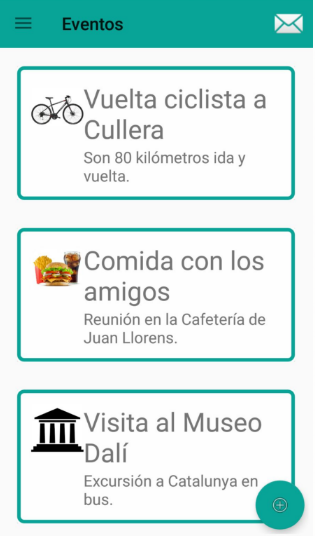 Eventos
Vuelta ciclista a
Cullera
Son 80 kilómetros ida y
vuelta.
Comida con los
amigos
Reunión en la Cafetería de
Juan Llorens.
Visita al Museo
Dalí
Excursión a Catalunya en
bus.